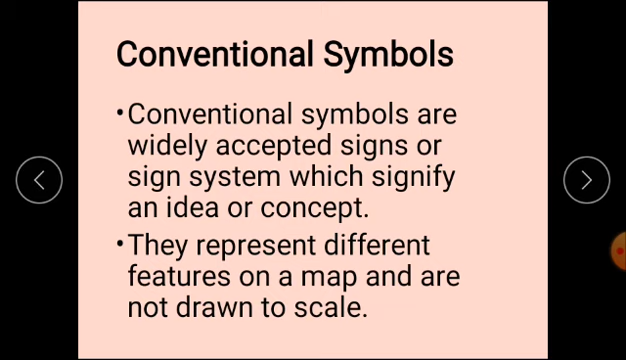 Conventional Symbols
•Conventional symbols are
widely accepted signs or
sign system which signify
an idea or concept.
•They represent different
features on a map and are
not drawn to scale.